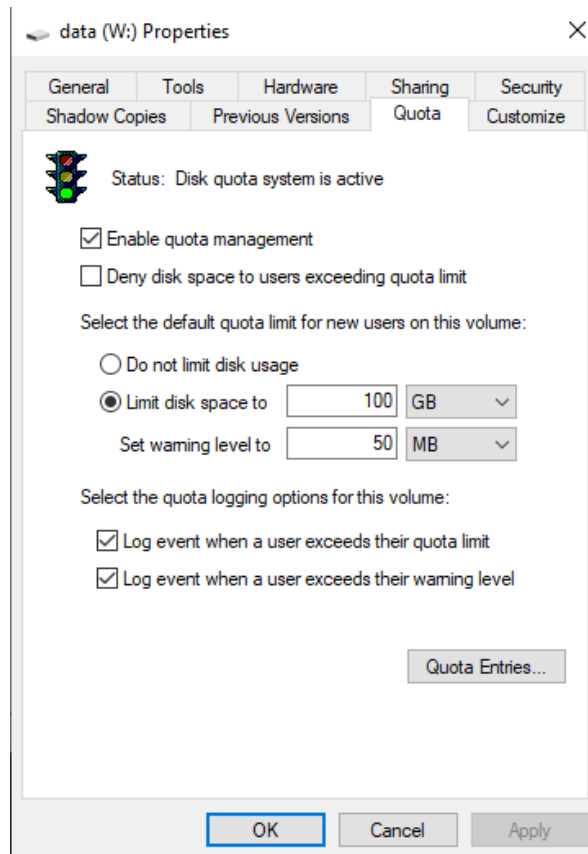 data (W:) Properties
General Tools Hardware Sharing Security
Shadow Copies Previous Versions Quota Customize
Status: Disk quota system is active
Enable quota management
Deny disk space to users exceeding quota limit
Select the default quota limit for new users on this volume:
Do not limit disk usage
Limit disk space to 100 GB
Set warning level to 50 MB
Select the quota logging options for this volume:
Log event when a user exceeds their quota limit
Log event when a user exceeds their warning level
Quota Entries...
OK Cancel Apply